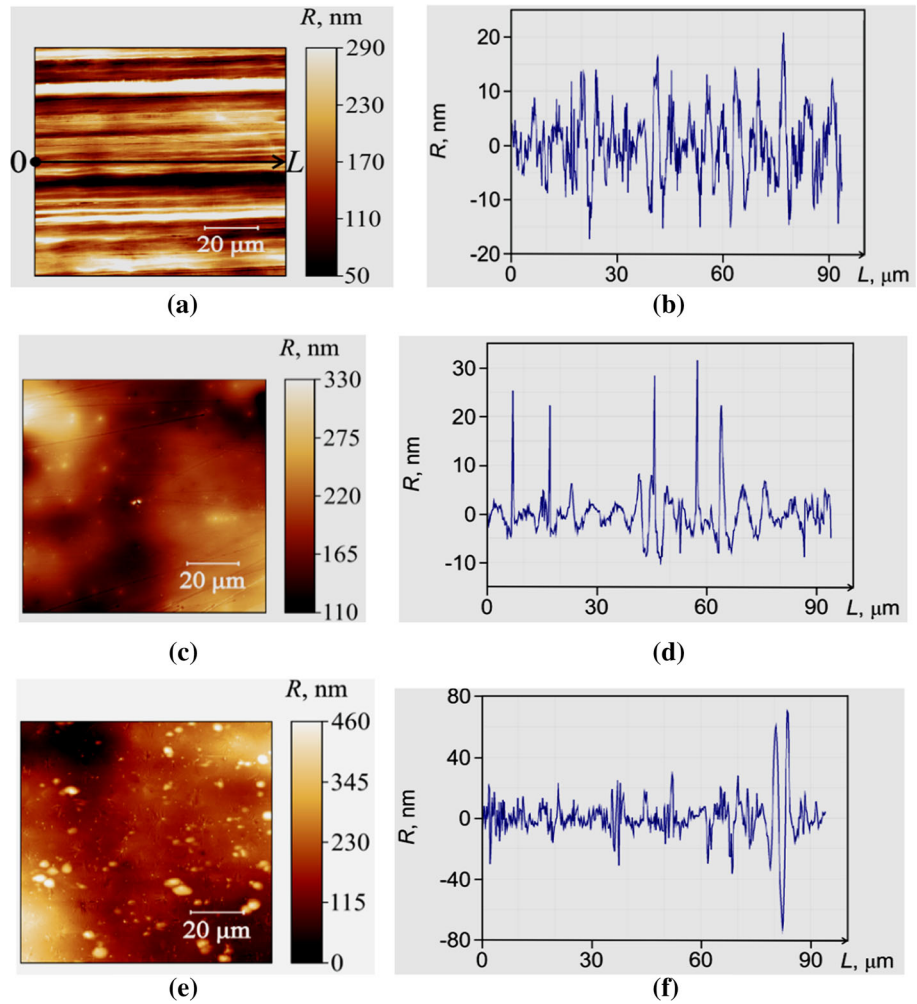 R, nm
290
230
170
110
50
0
L
20 μm
(a)
R, nm
20
10
0
-10
-20
0 30 60 90 L, μm
(b)
R, nm
330
275
220
165
110
20 μm
(c)
R, nm
30
20
10
0
-10
0 30 60 90 L, μm
(d)
R, nm
460
345
230
115
0
20 μm
(e)
R, nm
80
40
0
-40
-80
0 30 60 90 L, μm
(f)